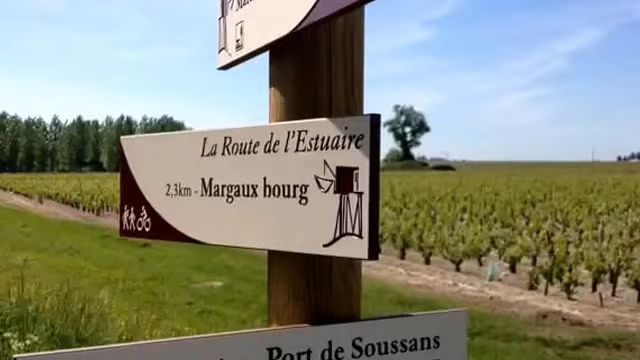 La Route de l'Estuaire
2,3km - Margaux bourg
Port de Soussans